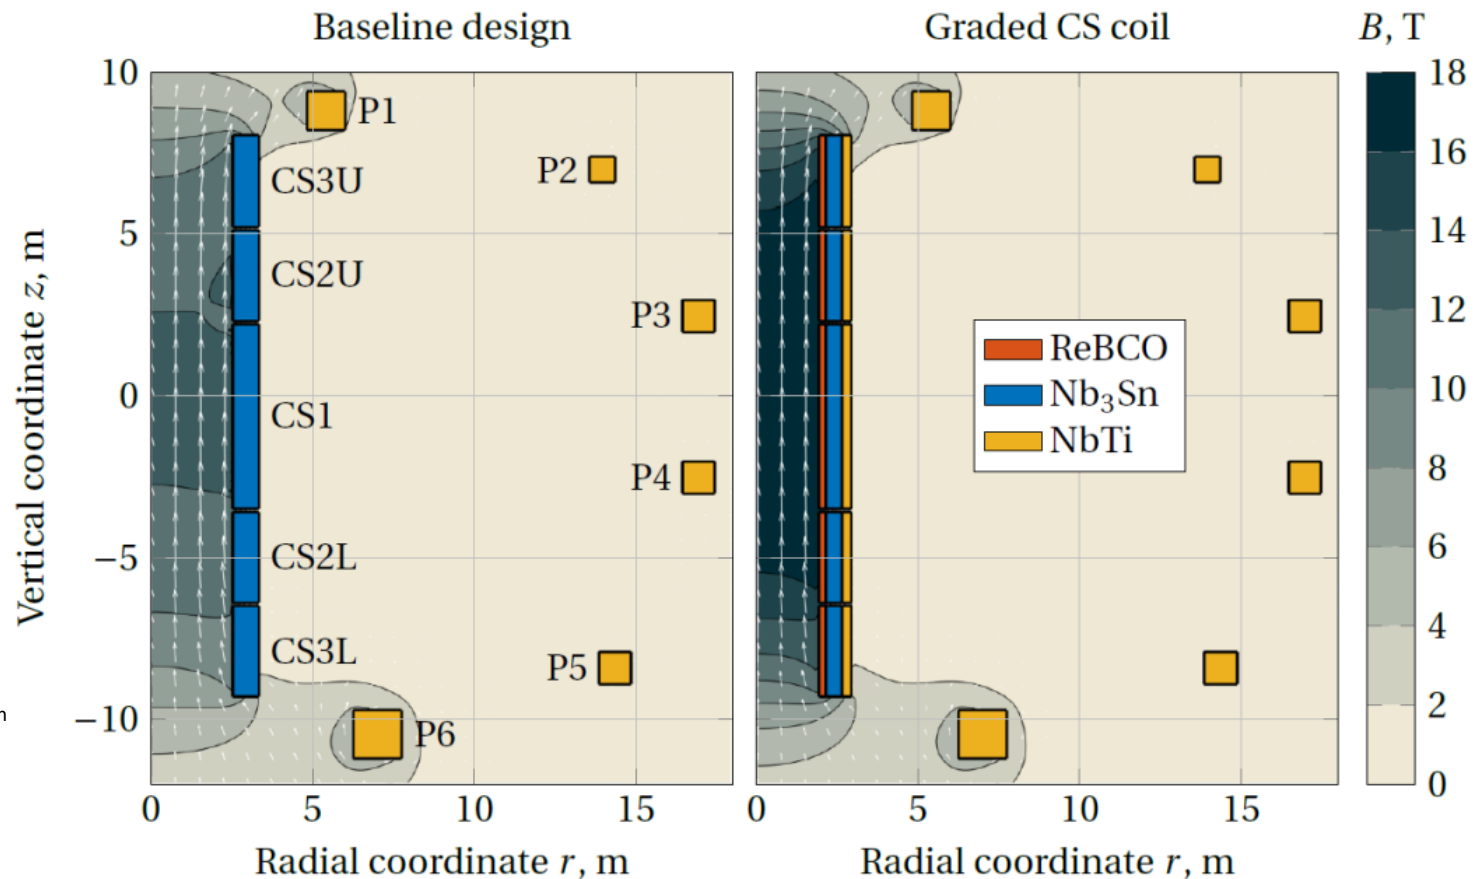 Baseline design
Graded CS coil
B, T
10
5
0
−5
−10
Vertical coordinate z, m
m
P1
P2
P3
P4
P5
P6
CS3U
CS2U
CS1
CS2L
CS3L
0
5
10
15
Radial coordinate r, m
ReBCO
Nb₃Sn
NbTi
0
5
10
15
Radial coordinate r, m
18
16
14
12
10
8
6
4
2
0